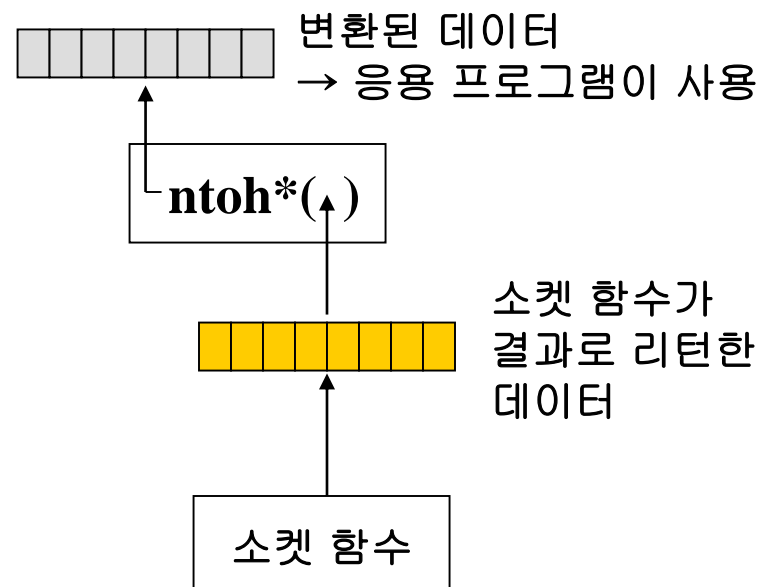 변환된 데이터
→ 응용 프로그램이 사용
ntoh*( )
소켓 함수가
결과로 리턴한
데이터
소켓 함수